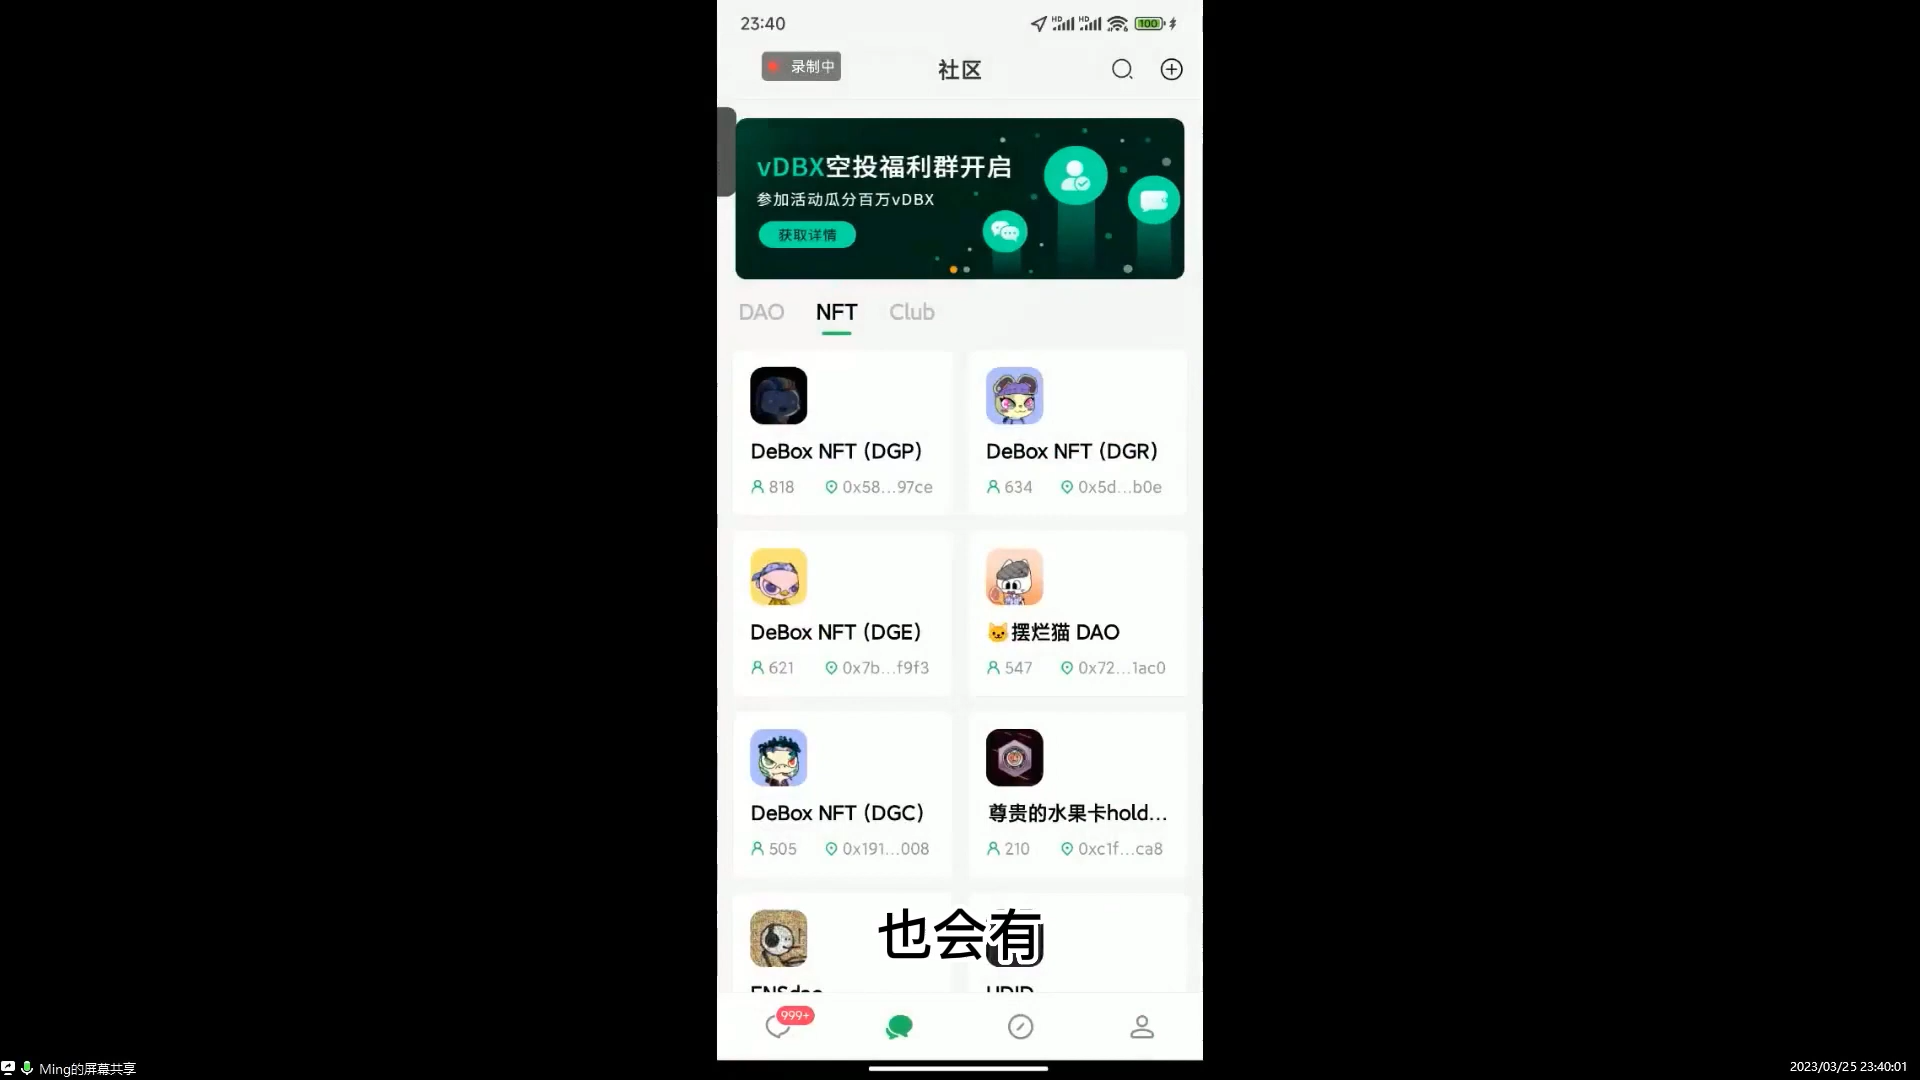 23:40
HD HD 100
录制中
社区
vDBX空投福利群开启
参加活动瓜分百万vDBX
获取详情
DAO NFT Club
DeBox NFT (DGP)
818 0x58...97ce
DeBox NFT (DGR)
634 0x5d...b0e
DeBox NFT (DGE)
621 0x7b...f9f3
🐱摆烂猫 DAO
547 0x72...1ac0
DeBox NFT (DGC)
505 0x191...008
尊贵的水果卡hold...
210 0xc1f...ca8
ENSdao
UDID
也会有
999+
Ming的屏幕共享
2023/03/25 23:40:01